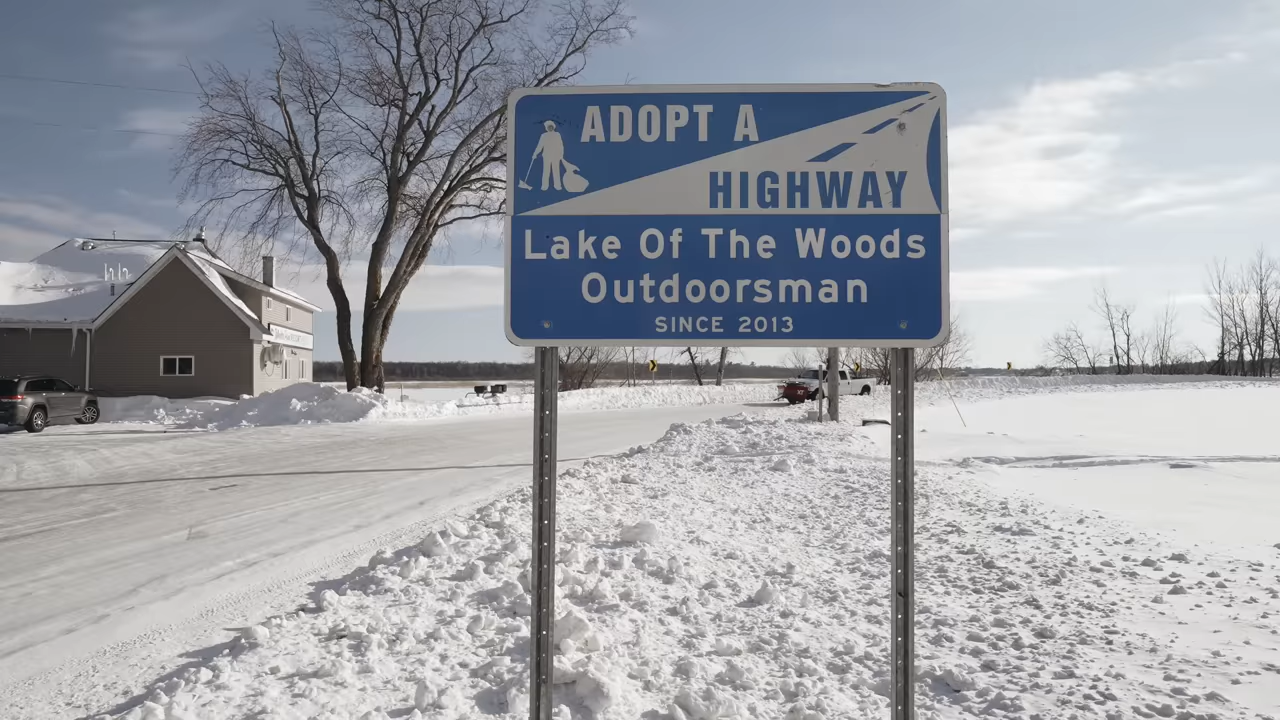 ADOPT A
HIGHWAY
Lake Of The Woods
Outdoorsman
SINCE 2013